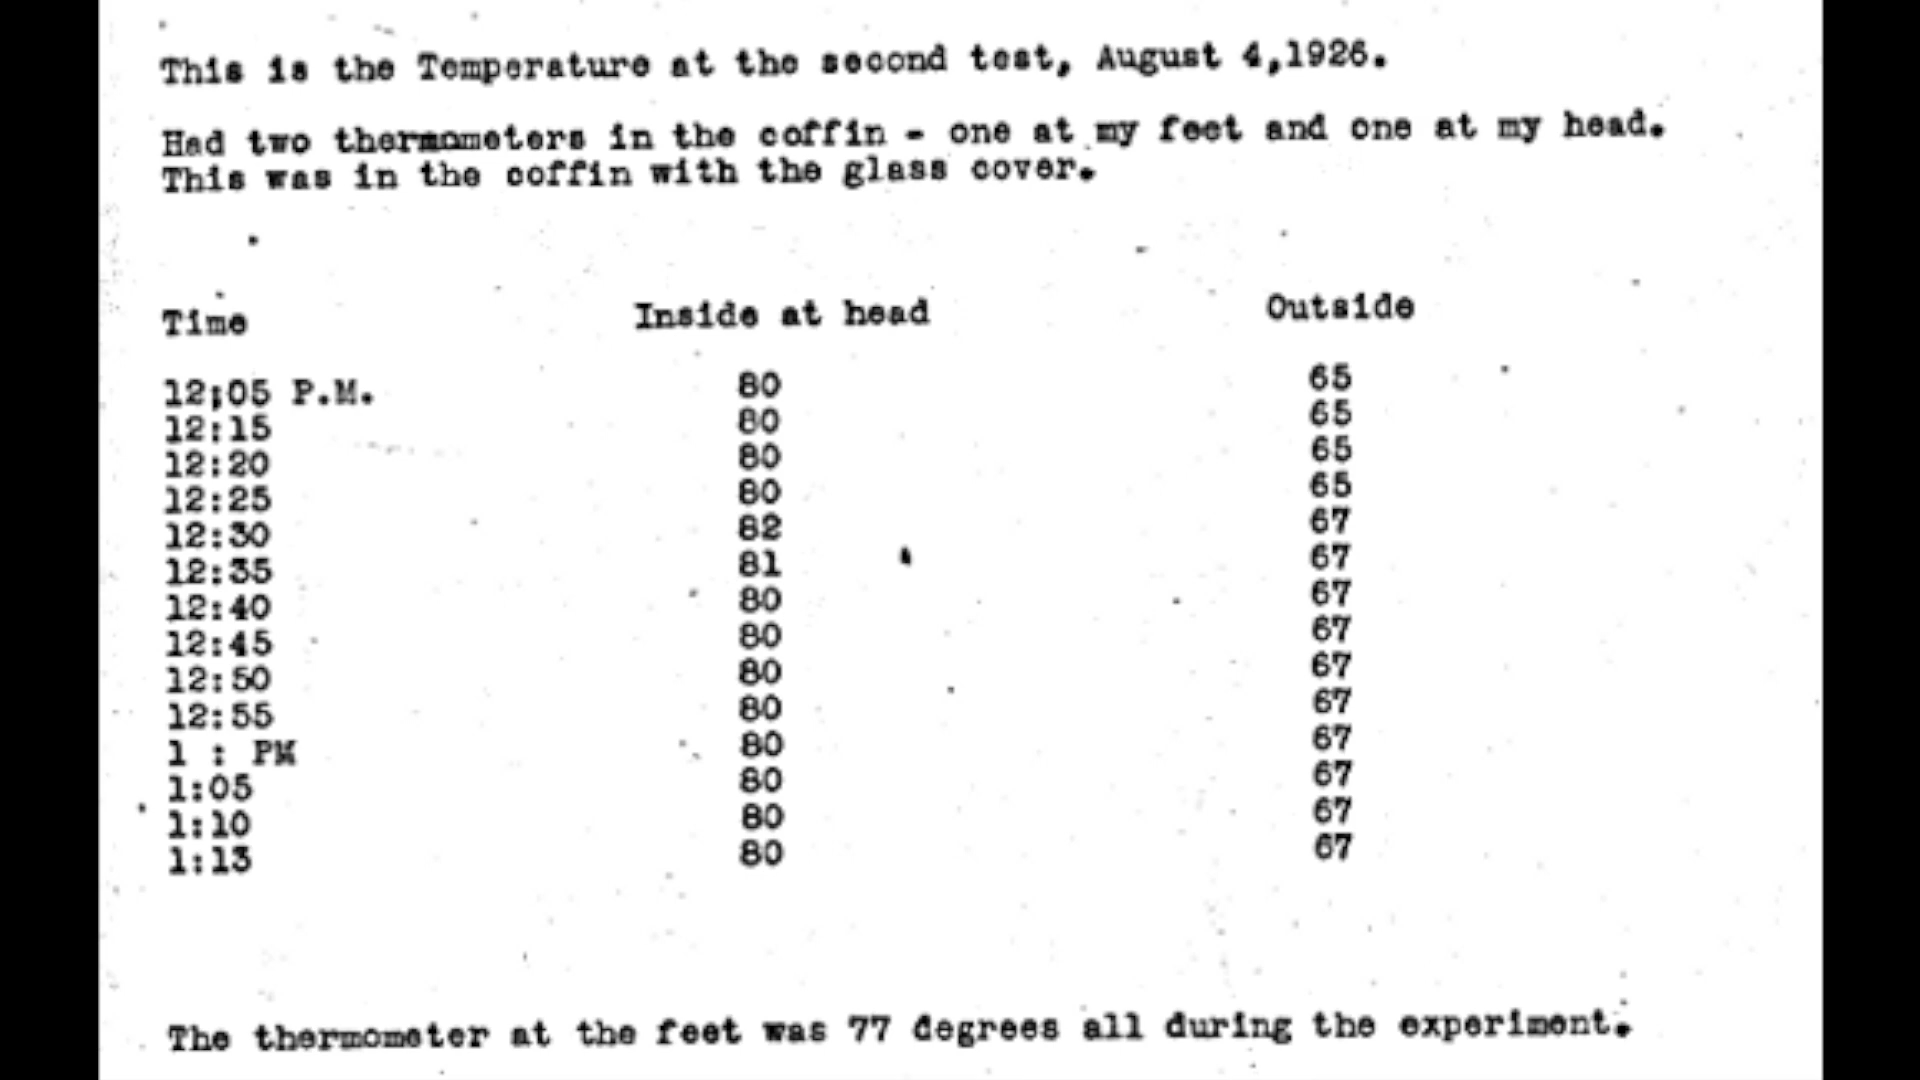 This is the Temperature at the second test, August 4,1926.
Had two thermometers in the coffin - one at my feet and one at my head.
This was in the coffin with the glass cover.
Time Inside at head Outside
12;05 P.M. 80 65
12:15 80 65
12:20 80 65
12:25 80 65
12:30 82 67
12:35 81 67
12:40 80 67
12:45 80 67
12:50 80 67
12:55 80 67
1 : PM 80 67
1:05 80 67
1:10 80 67
1:13 80 67
The thermometer at the feet was 77 degrees all during the experiment.